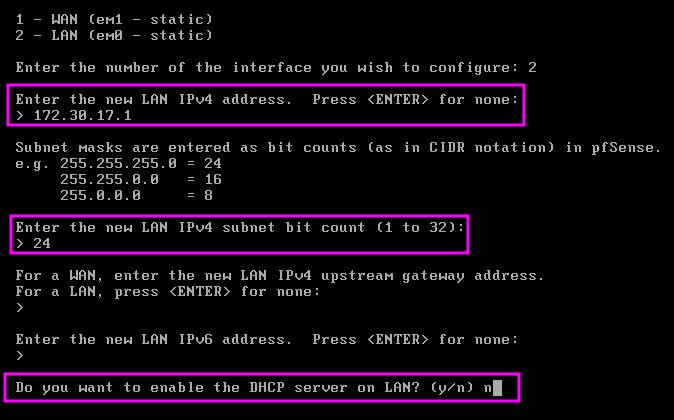 1 - WAN (em1 - static)
2 - LAN (em0 - static)
Enter the number of the interface you wish to configure: 2
Enter the new LAN IPv4 address.  Press <ENTER> for none:
> 172.30.17.1
Subnet masks are entered as bit counts (as in CIDR notation) in pfSense.
e.g. 255.255.255.0 = 24
     255.255.0.0   = 16
     255.0.0.0     = 8
Enter the new LAN IPv4 subnet bit count (1 to 32):
> 24
For a WAN, enter the new LAN IPv4 upstream gateway address.
For a LAN, press <ENTER> for none:
>
Enter the new LAN IPv6 address.  Press <ENTER> for none:
>
Do you want to enable the DHCP server on LAN? (y/n) n